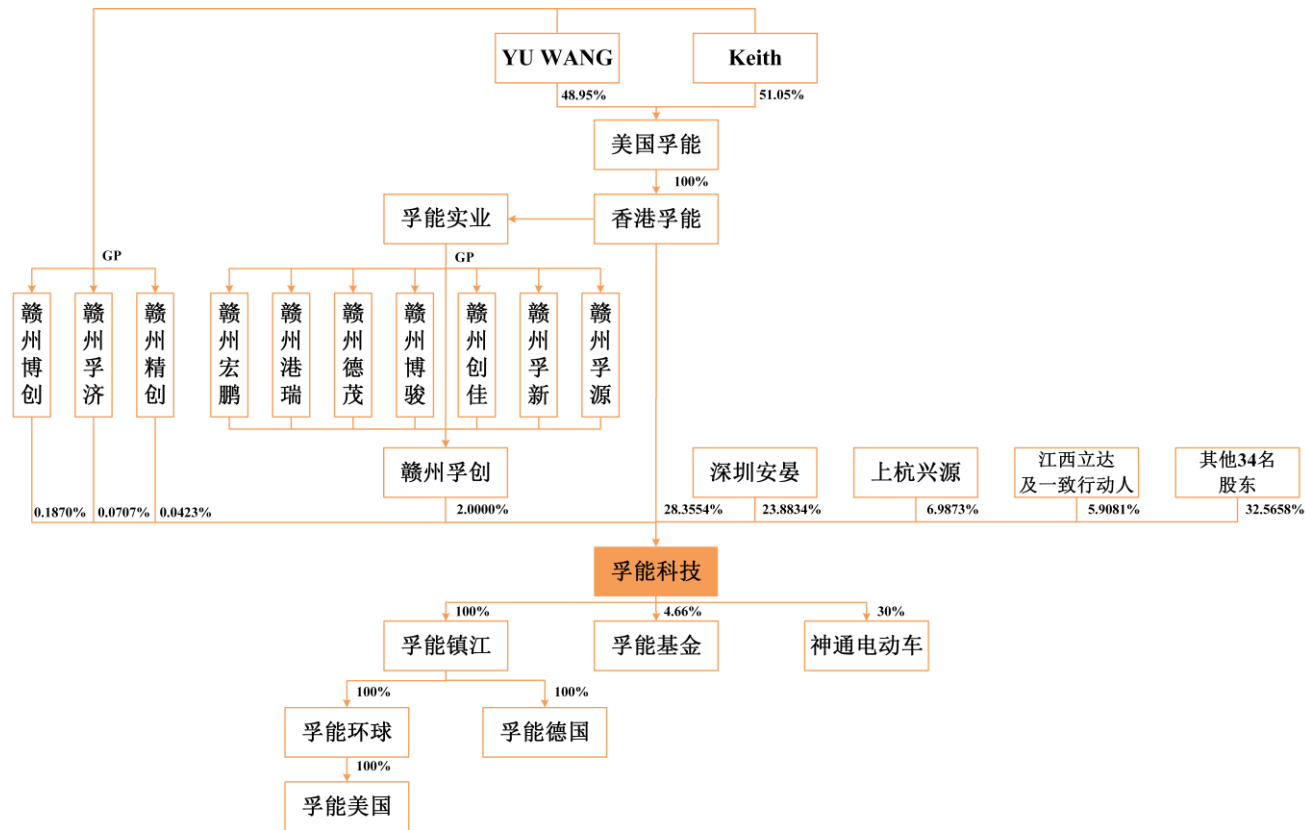 YU WANG
Keith
48.95%
51.05%
美国孚能
100%
孚能实业
香港孚能
GP
GP
赣州博创
赣州孚济
赣州精创
赣州宏鹏
赣州港瑞
赣州德茂
赣州博骏
赣州创佳
赣州孚新
赣州孚源
赣州孚创
深圳安晏
上杭兴源
江西立达
及一致行动人
其他34名
股东
0.1870%
0.0707%
0.0423%
2.0000%
28.3554%
23.8834%
6.9873%
5.9081%
32.5658%
孚能科技
100%
4.66%
30%
孚能镇江
孚能基金
神通电动车
100%
100%
孚能环球
孚能德国
100%
孚能美国